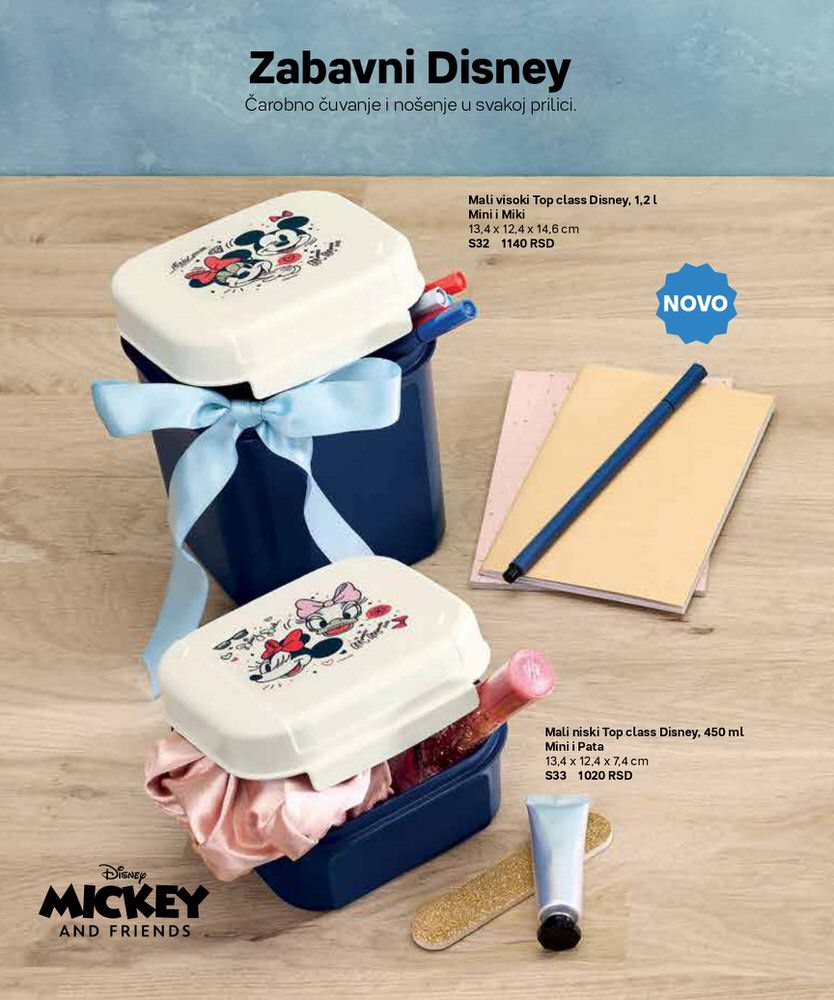 Zabavni Disney
Čarobno čuvanje i nošenje u svakoj prilici.
Mali visoki Top class Disney, 1,2 l
Mini i Miki
13,4 x 12,4 x 14,6 cm
S32 1140 RSD
NOVO
Mali niski Top class Disney, 450 ml
Mini i Pata
13,4 x 12,4 x 7,4 cm
S33 1020 RSD
Disney
MICKEY
AND FRIENDS